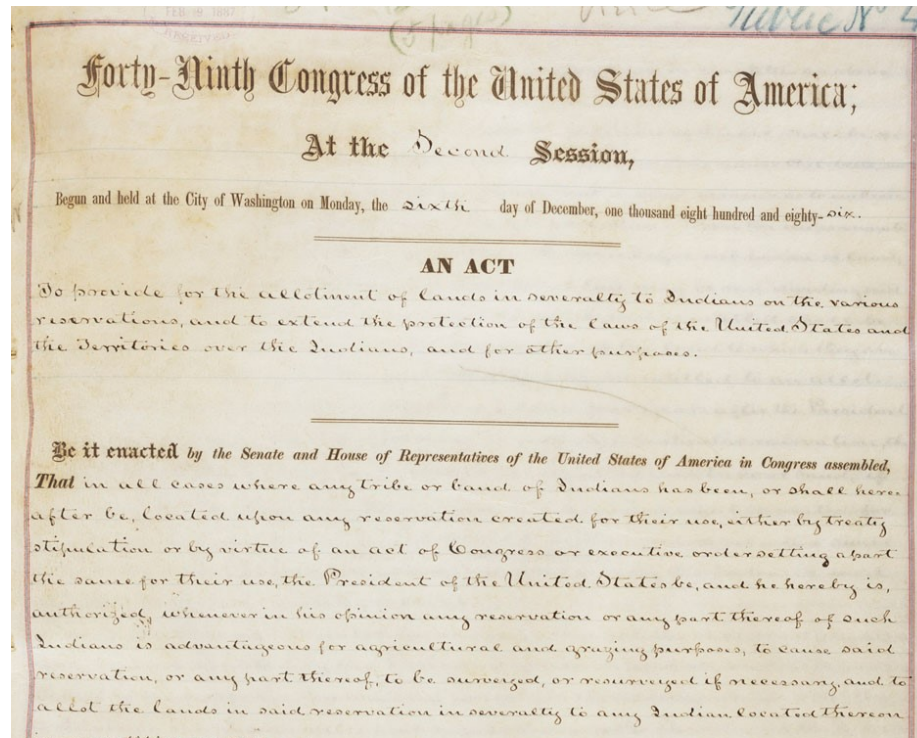 FEB 18 1887
RECEIVED
(5 pages)
Public No 4
Forty-Ninth Congress of the United States of America;
At the Second Session,
Begun and held at the City of Washington on Monday, the sixth day of December, one thousand eight hundred and eighty-six.
AN ACT
To provide for the allotment of lands in severalty to Indians on the various
reservations, and to extend the protection of the laws of the United States and
the Territories over the Indians, and for other purposes.
Be it enacted by the Senate and House of Representatives of the United States of America in Congress assembled,
That in all cases where any tribe or band of Indians has been, or shall here-
after be, located upon any reservation created for their use, either by treaty
stipulation or by virtue of an act of Congress or executive order setting apart
the same for their use, the President of the United States be, and he hereby is,
authorized, whenever in his opinion any reservation or any part thereof of such
Indians is advantageous for agricultural and grazing purposes, to cause said
reservation, or any part thereof, to be surveyed, or resurveyed if necessary, and to
allot the lands in said reservation in severalty to any Indian located thereon